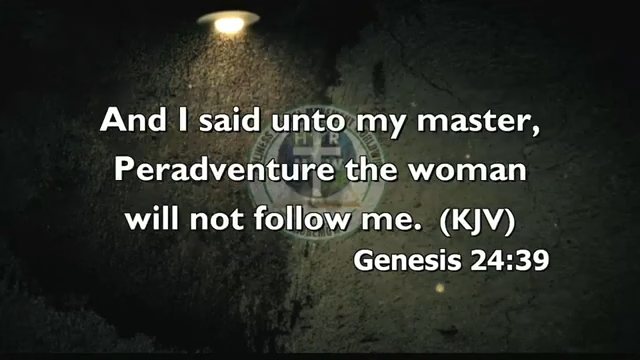 And I said unto my master,
Peradventure the woman
will not follow me. (KJV)
Genesis 24:39